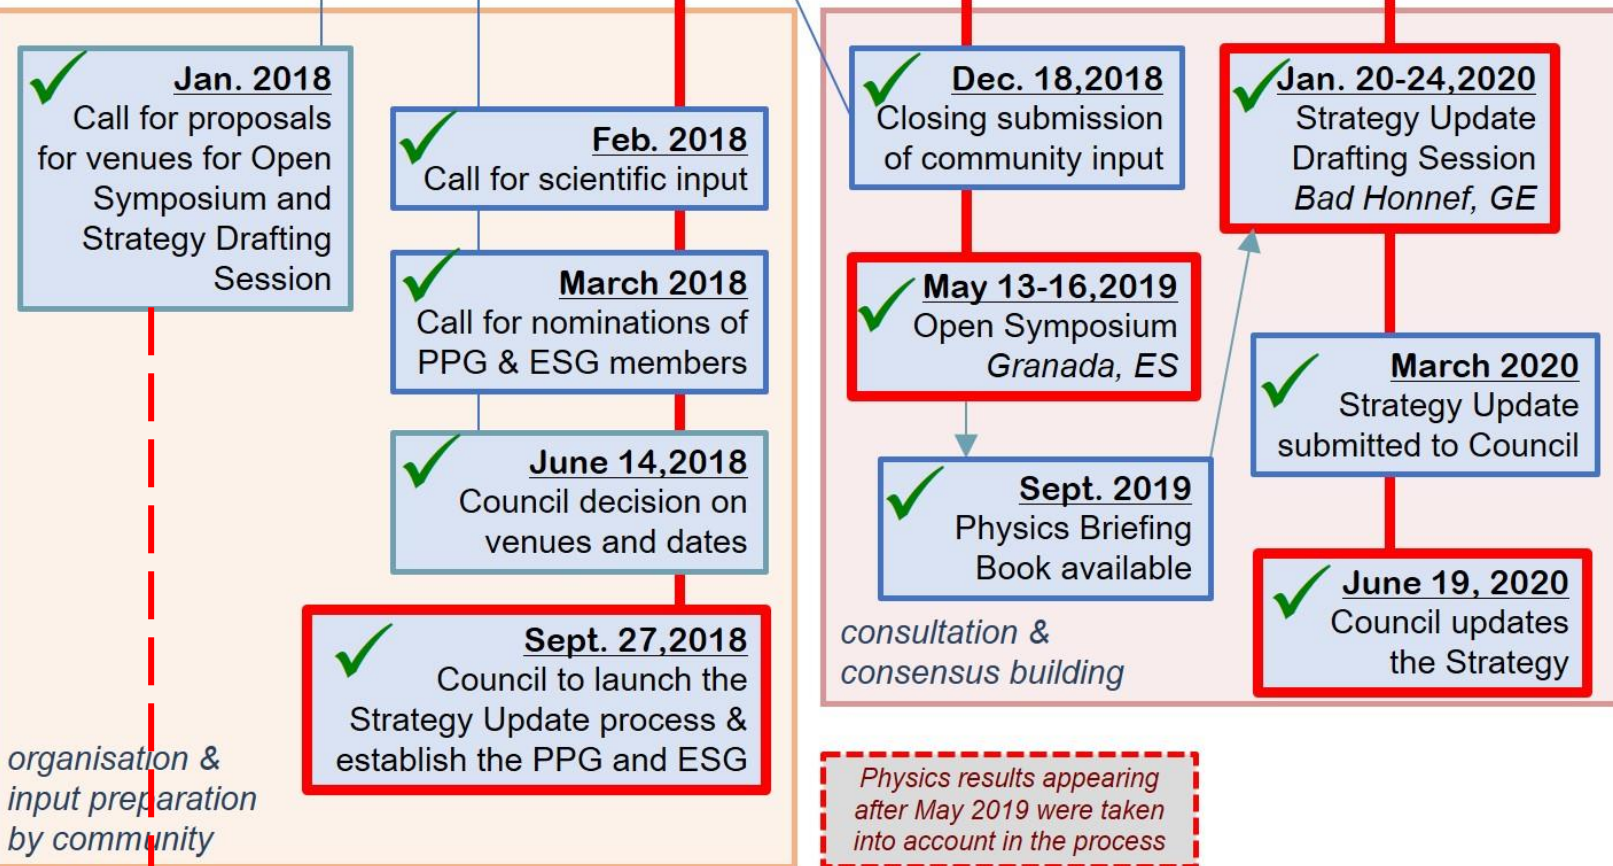 Jan. 2018
Call for proposals
for venues for Open
Symposium and
Strategy Drafting
Session
Feb. 2018
Call for scientific input
March 2018
Call for nominations of
PPG & ESG members
June 14,2018
Council decision on
venues and dates
Sept. 27,2018
Council to launch the
Strategy Update process &
establish the PPG and ESG
organisation &
input preparation
by community
Dec. 18,2018
Closing submission
of community input
May 13-16,2019
Open Symposium
Granada, ES
Sept. 2019
Physics Briefing
Book available
consultation &
consensus building
Jan. 20-24,2020
Strategy Update
Drafting Session
Bad Honnef, GE
March 2020
Strategy Update
submitted to Council
June 19, 2020
Council updates
the Strategy
Physics results appearing
after May 2019 were taken
into account in the process